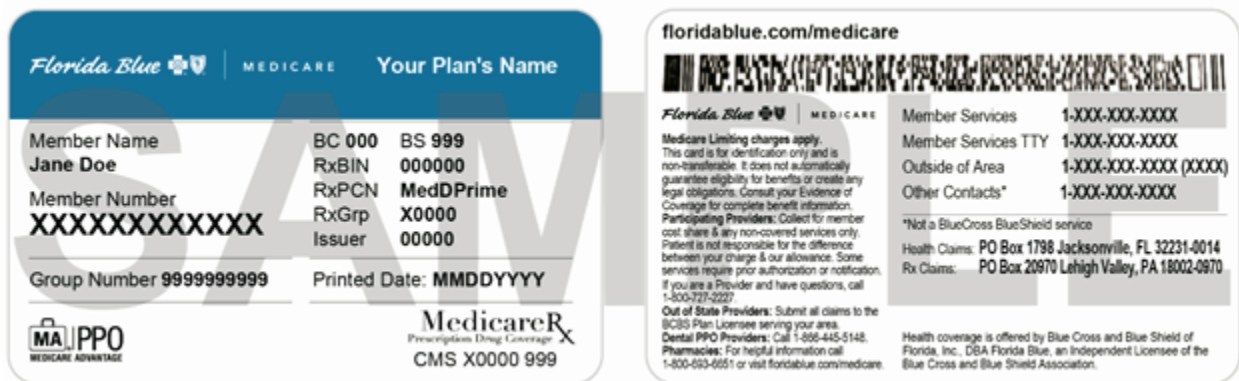 Florida Blue MEDICARE Your Plan's Name
Member Name
Jane Doe
Member Number
XXXXXXXXXXXX
Group Number 9999999999
BC 000 BS 999
RxBIN 000000
RxPCN MedDPrime
RxGrp X0000
Issuer 00000
Printed Date: MMDDYYYY
MA PPO
MEDICARE ADVANTAGE
MedicareRx
Prescription Drug Coverage
CMS X0000 999
SAMPLE
floridablue.com/medicare
Florida Blue MEDICARE
Medicare Limiting charges apply.
This card is for identification only and is
non-transferable. It does not automatically
guarantee eligibility for benefits or create any
legal obligations. Consult your Evidence of
Coverage for complete benefit information.
Participating Providers: Collect for member
cost share & any non-covered services only.
Patient is not responsible for the difference
between your charge & our allowance. Some
services require prior authorization or notification.
If you are a Provider and have questions, call
1-800-727-2227.
Out of State Providers: Submit all claims to the
BCBS Plan Licensee serving your area.
Dental PPO Providers: Call 1-866-445-5148.
Pharmacies: For helpful information call
1-800-693-6651 or visit floridablue.com/medicare.
Member Services 1-XXX-XXX-XXXX
Member Services TTY 1-XXX-XXX-XXXX
Outside of Area 1-XXX-XXX-XXXX (XXXX)
Other Contacts* 1-XXX-XXX-XXXX
*Not a BlueCross BlueShield service
Health Claims: PO Box 1798 Jacksonville, FL 32231-0014
Rx Claims: PO Box 20970 Lehigh Valley, PA 18002-0970
Health coverage is offered by Blue Cross and Blue Shield of
Florida, Inc., DBA Florida Blue, an Independent Licensee of the
Blue Cross and Blue Shield Association.